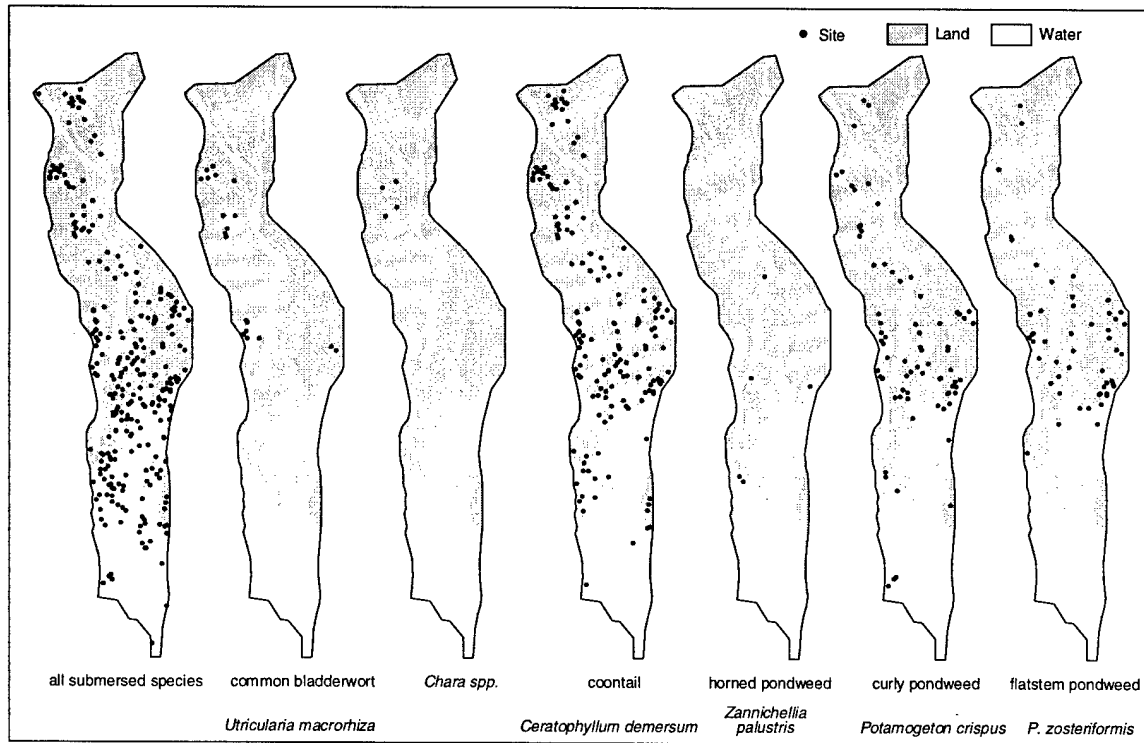 Site Land Water
all submersed species common bladderwort Chara spp. coontail horned pondweed curly pondweed flatstem pondweed
Utricularia macrorhiza Ceratophyllum demersum Zannichellia palustris Potamogeton crispus P. zosteriformis